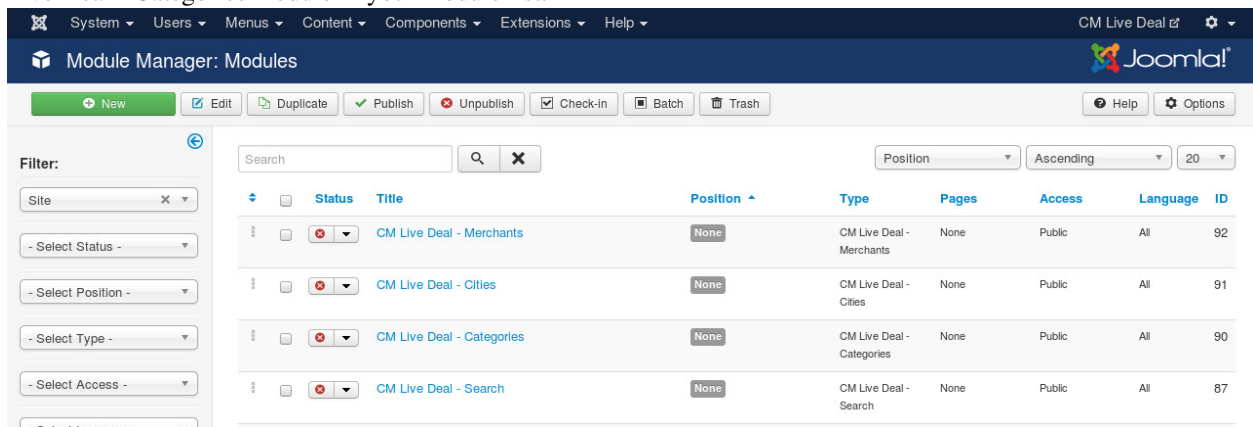 System Users Menus Content Components Extensions Help CM Live Deal
Module Manager: Modules Joomla!
New Edit Duplicate Publish Unpublish Check-in Batch Trash Help Options
Filter:
Search Position Ascending 20
Site
Status Title Position Type Pages Access Language ID
- Select Status -
CM Live Deal - Merchants None CM Live Deal - None Public All 92
Merchants
- Select Position -
CM Live Deal - Cities None CM Live Deal - None Public All 91
Cities
- Select Type -
CM Live Deal - Categories None CM Live Deal - None Public All 90
Categories
- Select Access -
CM Live Deal - Search None CM Live Deal - None Public All 87
Search